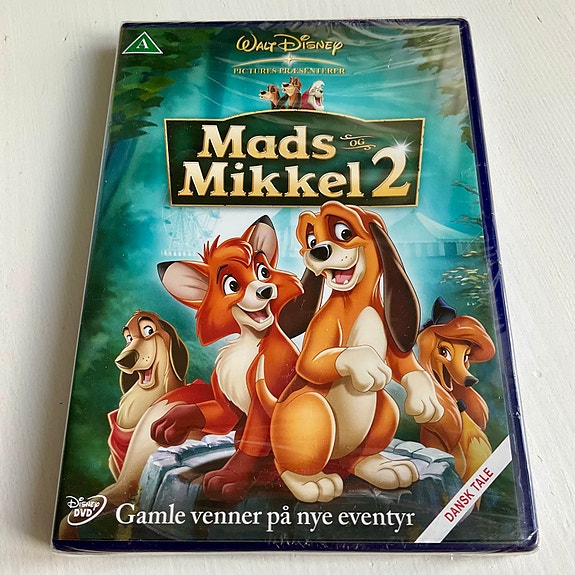 A
WALT DISNEY
PICTURES PRÆSENTERER
Mads
OG
Mikkel 2
DISNEY
DVD
Gamle venner på nye eventyr
DANSK TALE